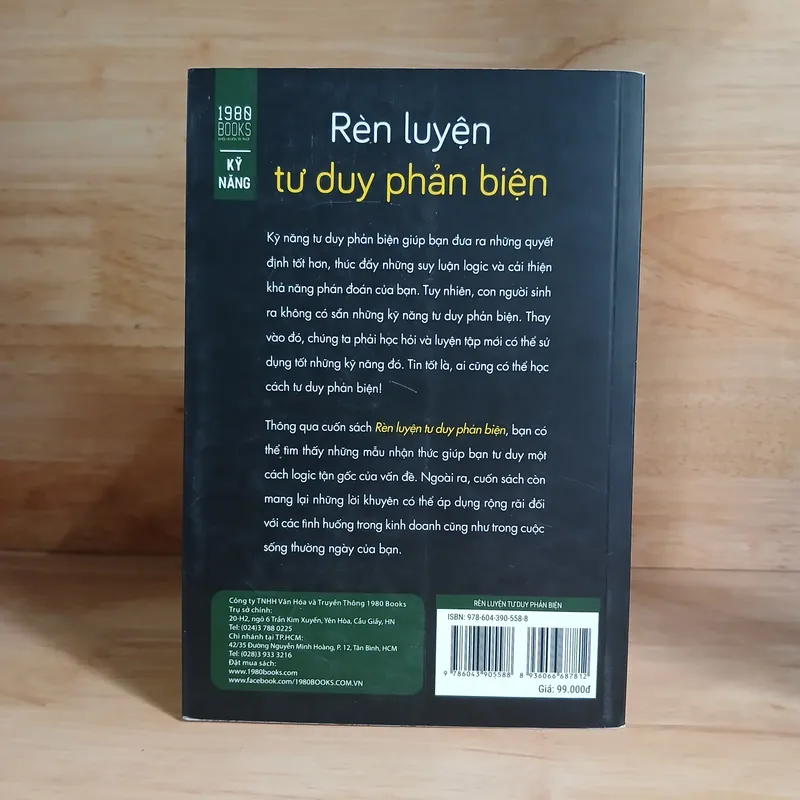 1980
BOOKS
KỸ
NĂNG
Rèn luyện
tư duy phản biện
Kỹ năng tư duy phản biện giúp bạn đưa ra những quyết
định tốt hơn, thúc đẩy những suy luận logic và cải thiện
khả năng phán đoán của bạn. Tuy nhiên, con người sinh
ra không có sẵn những kỹ năng tư duy phản biện. Thay
vào đó, chúng ta phải học hỏi và luyện tập mới có thể sử
dụng tốt những kỹ năng đó. Tin tốt là, ai cũng có thể học
cách tư duy phản biện!
Thông qua cuốn sách Rèn luyện tư duy phản biện, bạn có
thể tìm thấy những mẫu nhận thức giúp bạn tư duy một
cách logic tận gốc của vấn đề. Ngoài ra, cuốn sách còn
mang lại những lời khuyên có thể áp dụng rộng rãi đối
với các tình huống trong kinh doanh cũng như trong cuộc
sống thường ngày của bạn.
Công ty TNHH Văn Hóa và Truyền Thông 1980 Books
Trụ sở chính:
20-H2, ngõ 6 Trần Kim Xuyến, Yên Hòa, Cầu Giấy, HN
Tel: (024)3 788 0225
Chi nhánh tại TP.HCM:
42/35 Đường Nguyễn Minh Hoàng, P. 12, Tân Bình, HCM
Tel: (028)3 933 3216
Đặt mua sách:
www.1980books.com
www.facebook.com/1980BOOKS.COM.VN
RÈN LUYỆN TƯ DUY PHẢN BIỆN
ISBN: 978-604-390-558-8
9 786043 905588
8 936066 687812
Giá: 99.000đ